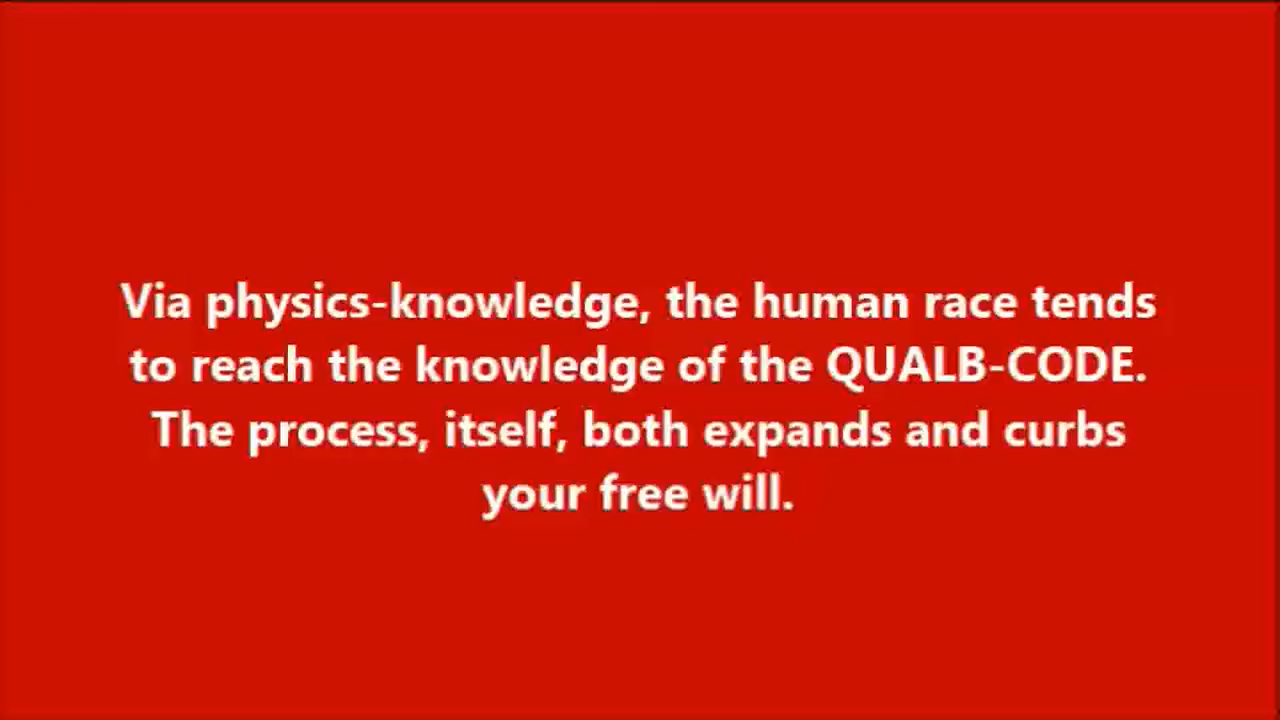 Via physics-knowledge, the human race tends
to reach the knowledge of the QUALB-CODE.
The process, itself, both expands and curbs
your free will.